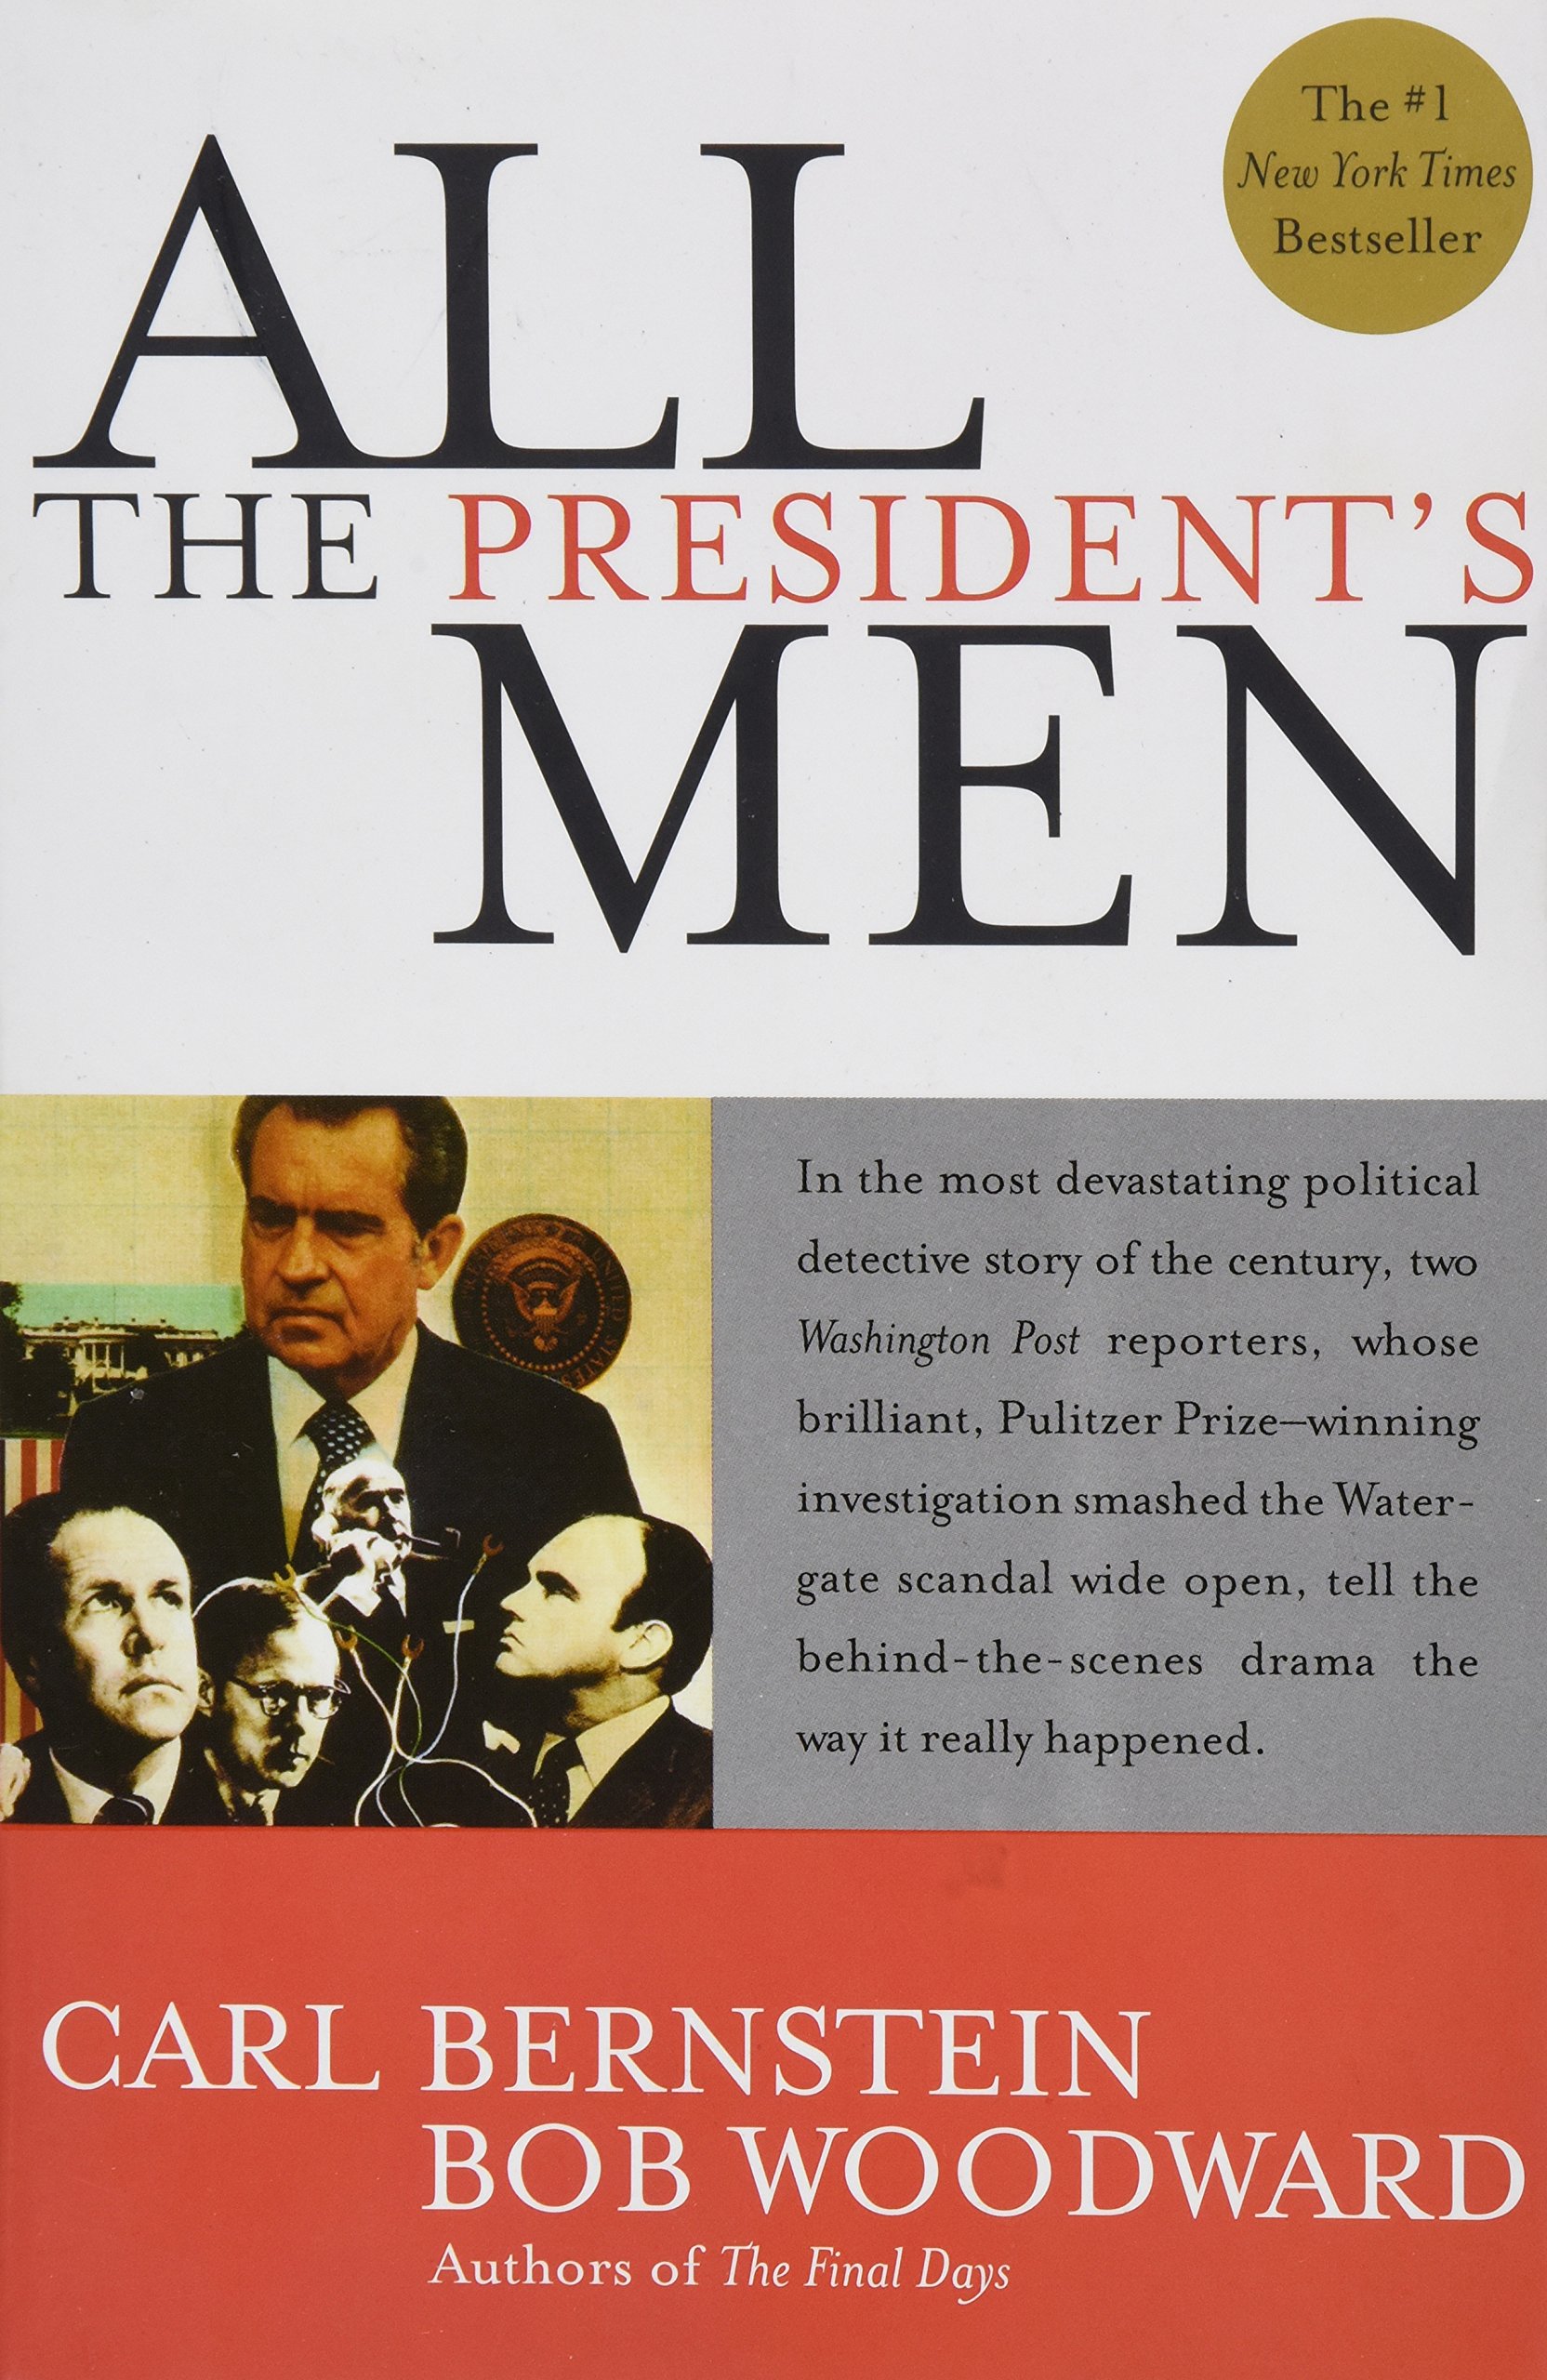 The #1
New York Times
Bestseller
ALL
THE PRESIDENT’S
MEN
In the most devastating political
detective story of the century, two
Washington Post reporters, whose
brilliant, Pulitzer Prize—winning
investigation smashed the Water-
gate scandal wide open, tell the
behind-the-scenes drama the
way it really happened.
CARL BERNSTEIN
BOB WOODWARD
Authors of The Final Days